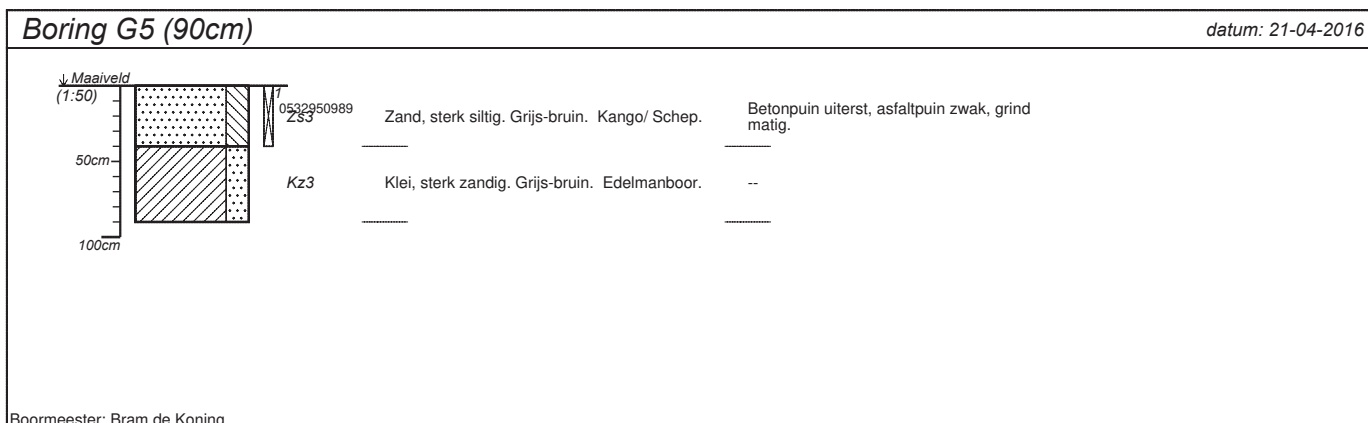 Boring G5 (90cm)
datum: 21-04-2016
Maaiveld
(1:50)
1
0532950989
Zs3
Zand, sterk siltig. Grijs-bruin. Kango/ Schep.
Betonpuin uiterst, asfaltpuin zwak, grind
matig.
50cm
Kz3
Klei, sterk zandig. Grijs-bruin. Edelmanboor.
--
100cm
Boormeester: Bram de Koning